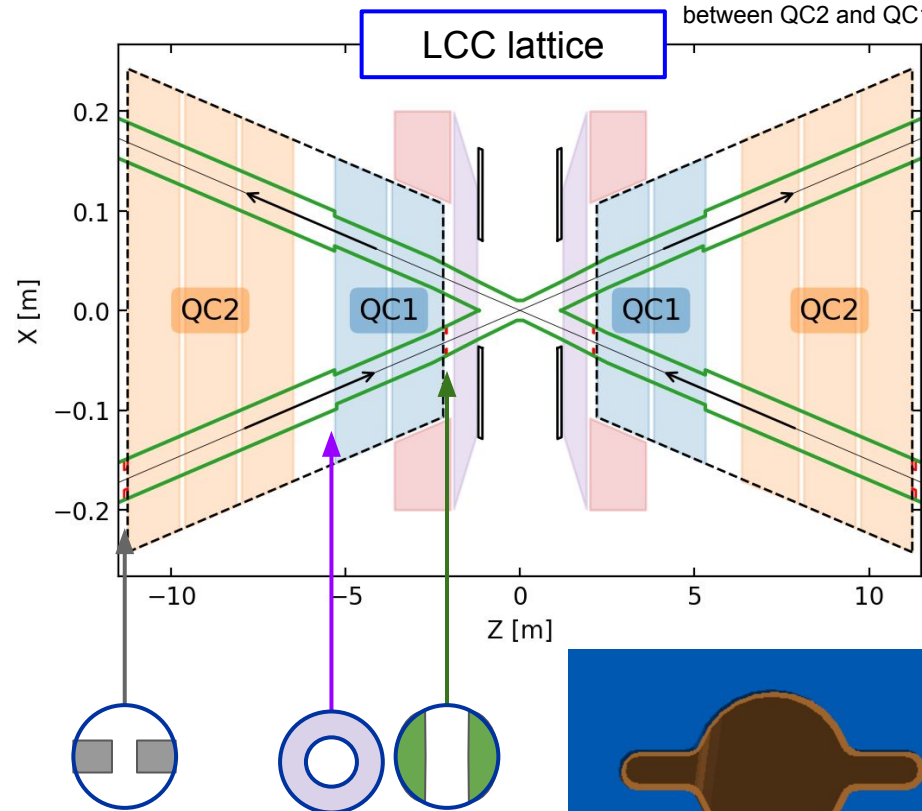 between QC2 and QC1
LCC lattice
X [m]
0.2
0.1
0.0
−0.1
−0.2
QC2
QC1
QC1
QC2
−10
−5
0
5
10
Z [m]